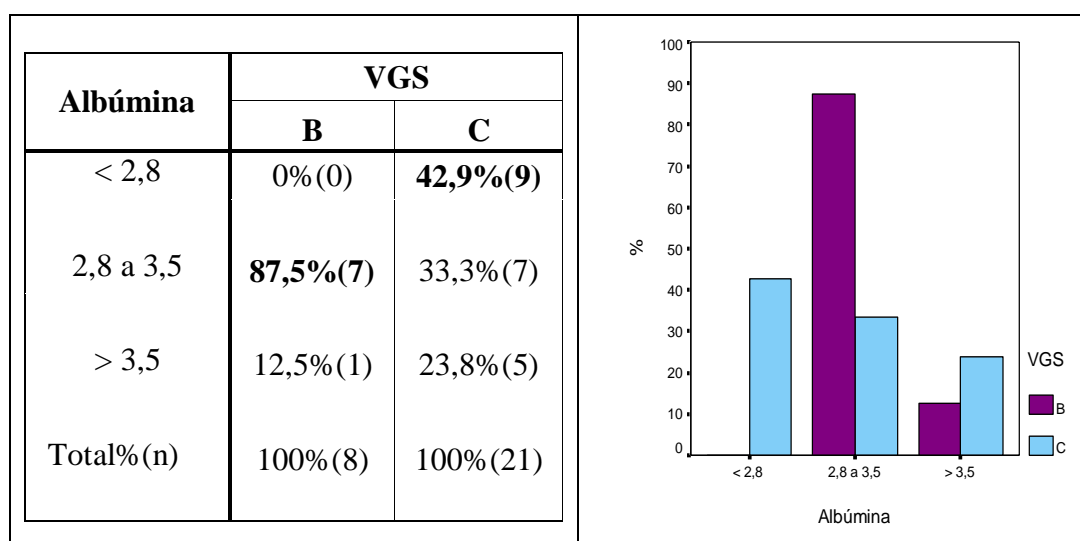 Albúmina VGS
B C
< 2,8 0%(0) 42,9%(9)
2,8 a 3,5 87,5%(7) 33,3%(7)
> 3,5 12,5%(1) 23,8%(5)
Total%(n) 100%(8) 100%(21)
100
90
80
70
60
50
40
30
20
10
0
%
< 2,8 2,8 a 3,5 > 3,5
Albúmina
VGS
B
C